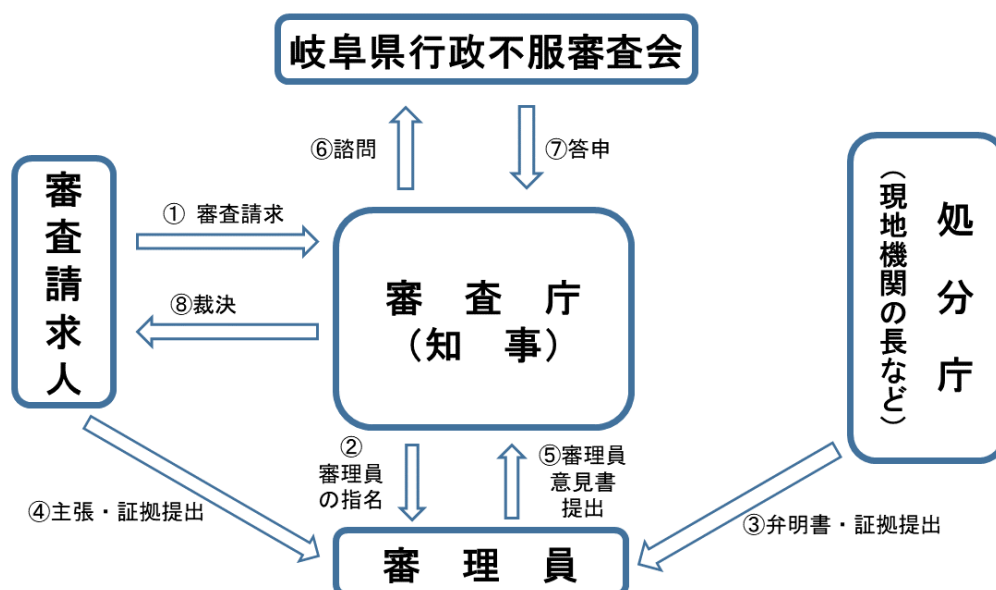 岐阜県行政不服審査会
⑥諮問
⑦答申
審査請求人
① 審査請求
⑧裁決
審　査　庁
（知　事）
処　分　庁
（現地機関の長など）
②
審理員
の指名
⑤審理員
意見書
提出
④主張・証拠提出
③弁明書・証拠提出
審　理　員